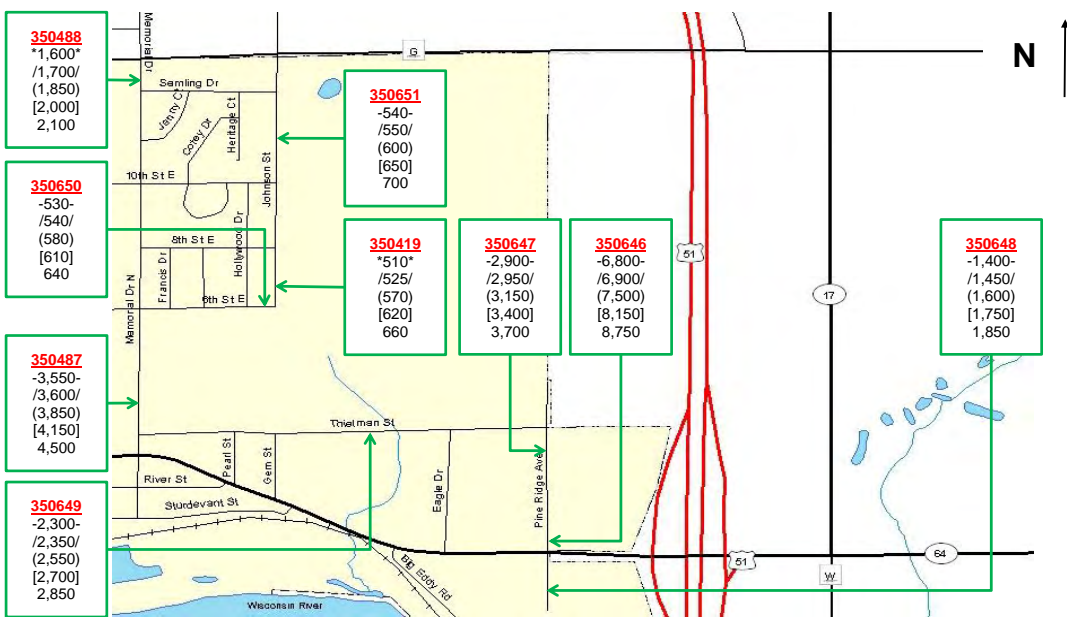 350488
*1,600*
/1,700/
(1,850)
[2,000]
2,100
350650
-530-
/540/
(580)
[610]
640
350487
-3,550-
/3,600/
(3,850)
[4,150]
4,500
350649
-2,300-
/2,350/
(2,550)
[2,700]
2,850
350651
-540-
/550/
(600)
[650]
700
350419
*510*
/525/
(570)
[620]
660
350647
-2,900-
/2,950/
(3,150)
[3,400]
3,700
350646
-6,800-
/6,900/
(7,500)
[8,150]
8,750
350648
-1,400-
/1,450/
(1,600)
[1,750]
1,850
N
G
Memorial Dr
Semling Dr
Jenny Ct
Cotey Dr
Heritage Ct
Johnson St
10th St E
Hollywood Dr
8th St E
Francis Dr
6th St E
Memorial Dr N
51
17
Thielman St
Pearl St
Gem St
River St
Sturdevant St
Eagle Dr
Pine Ridge Ave
Big Eddy Rd
Wisconsin River
51
64
W